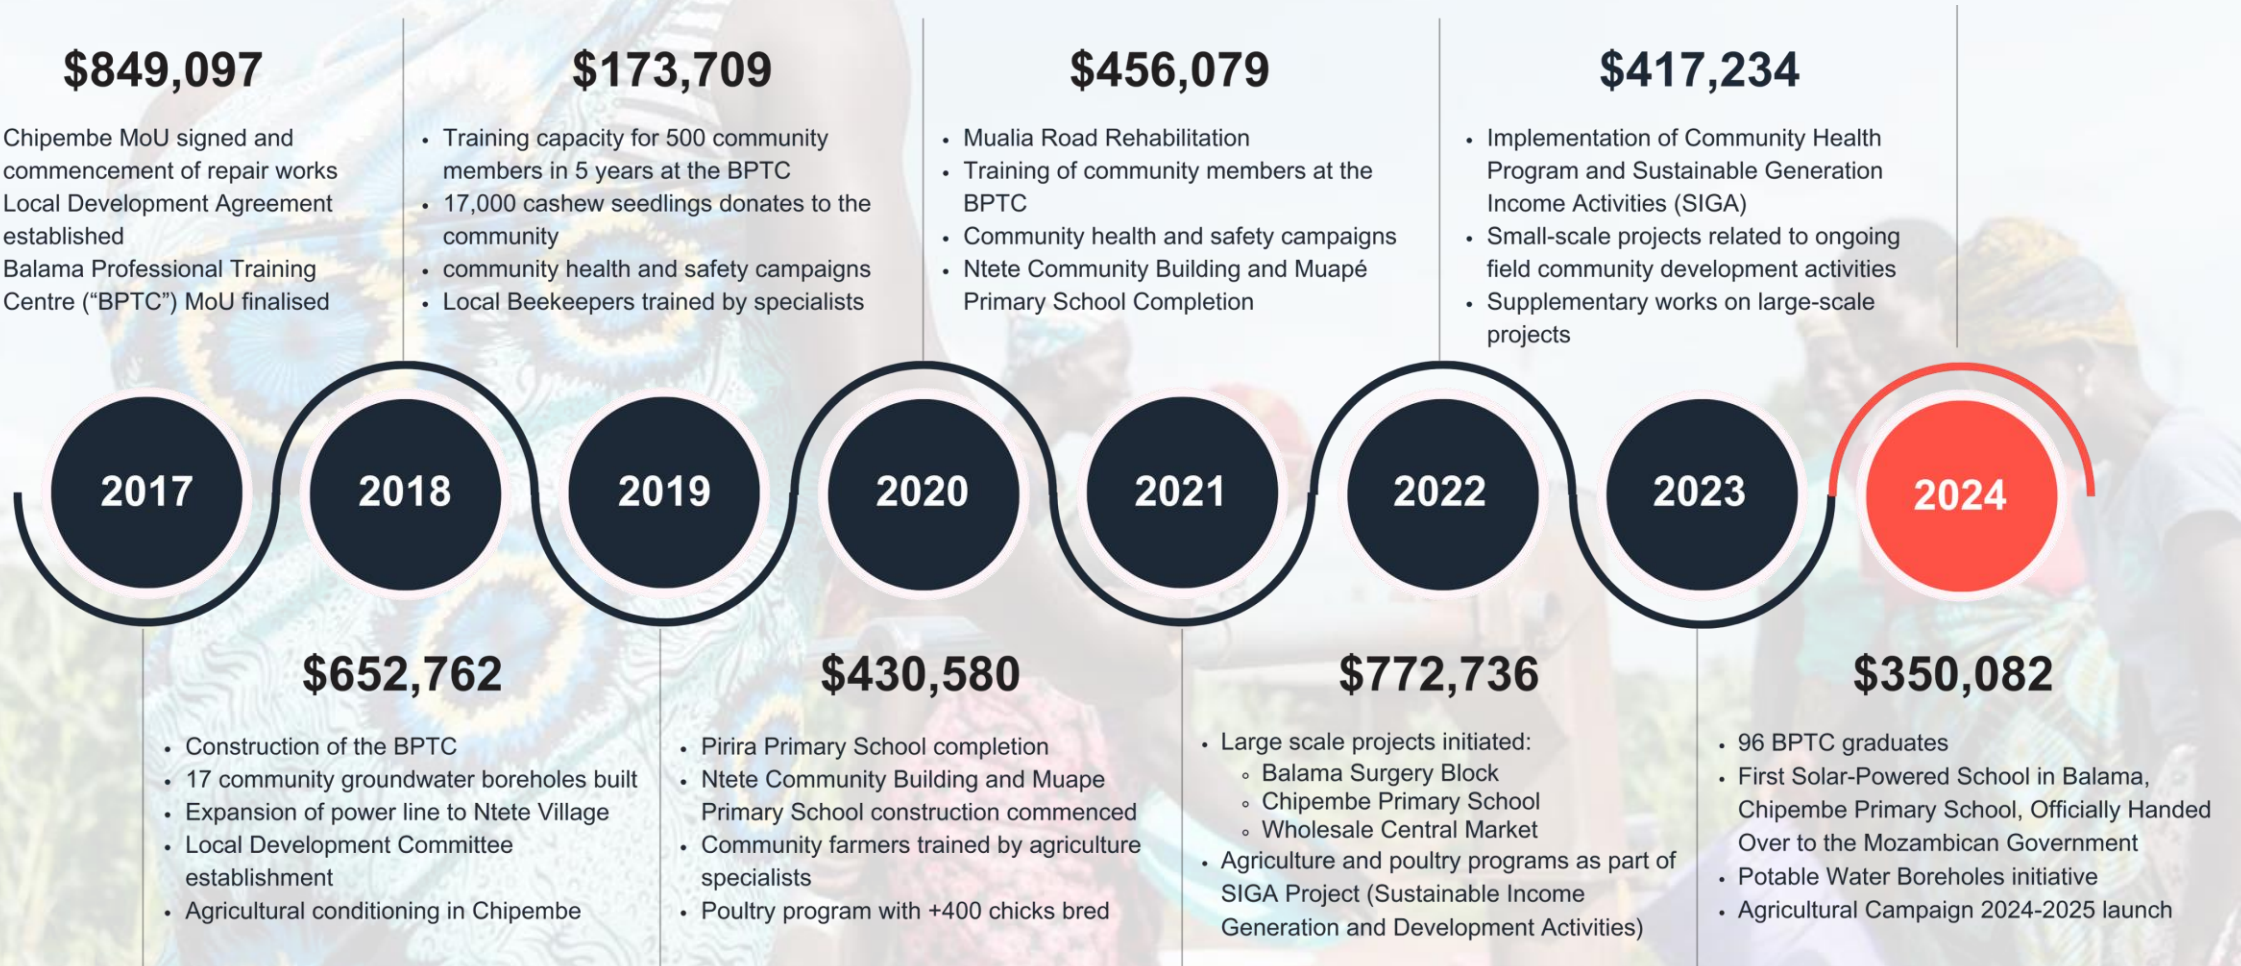 $849,097
Chipembe MoU signed and
commencement of repair works
Local Development Agreement
established
Balama Professional Training
Centre (“BPTC”) MoU finalised
$173,709
• Training capacity for 500 community
members in 5 years at the BPTC
• 17,000 cashew seedlings donates to the
community
• community health and safety campaigns
• Local Beekeepers trained by specialists
$456,079
• Mualia Road Rehabilitation
• Training of community members at the
BPTC
• Community health and safety campaigns
• Ntete Community Building and Muapé
Primary School Completion
$417,234
• Implementation of Community Health
Program and Sustainable Generation
Income Activities (SIGA)
• Small-scale projects related to ongoing
field community development activities
• Supplementary works on large-scale
projects
2017
2018
2019
2020
2021
2022
2023
2024
$652,762
• Construction of the BPTC
• 17 community groundwater boreholes built
• Expansion of power line to Ntete Village
• Local Development Committee
establishment
• Agricultural conditioning in Chipembe
$430,580
• Pirira Primary School completion
• Ntete Community Building and Muape
Primary School construction commenced
• Community farmers trained by agriculture
specialists
• Poultry program with +400 chicks bred
$772,736
• Large scale projects initiated:
◦ Balama Surgery Block
◦ Chipembe Primary School
◦ Wholesale Central Market
• Agriculture and poultry programs as part of
SIGA Project (Sustainable Income
Generation and Development Activities)
$350,082
• 96 BPTC graduates
• First Solar-Powered School in Balama,
Chipembe Primary School, Officially Handed
Over to the Mozambican Government
• Potable Water Boreholes initiative
• Agricultural Campaign 2024-2025 launch